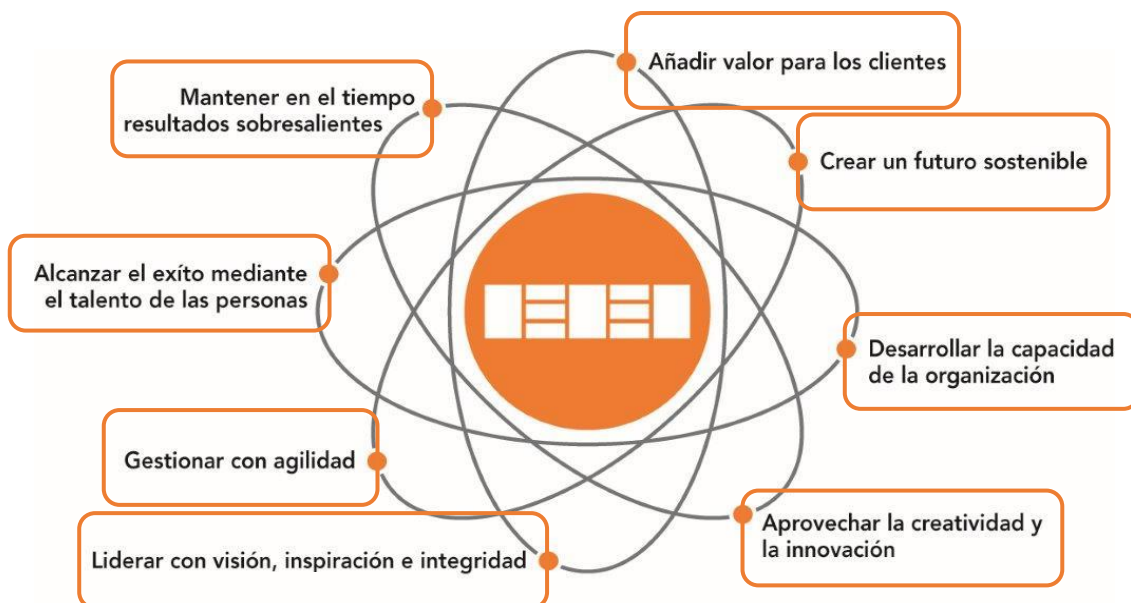 Añadir valor para los clientes
Crear un futuro sostenible
Desarrollar la capacidad
de la organización
Aprovechar la creatividad y
la innovación
Liderar con visión, inspiración e integridad
Gestionar con agilidad
Alcanzar el exíto mediante
el talento de las personas
Mantener en el tiempo
resultados sobresalientes